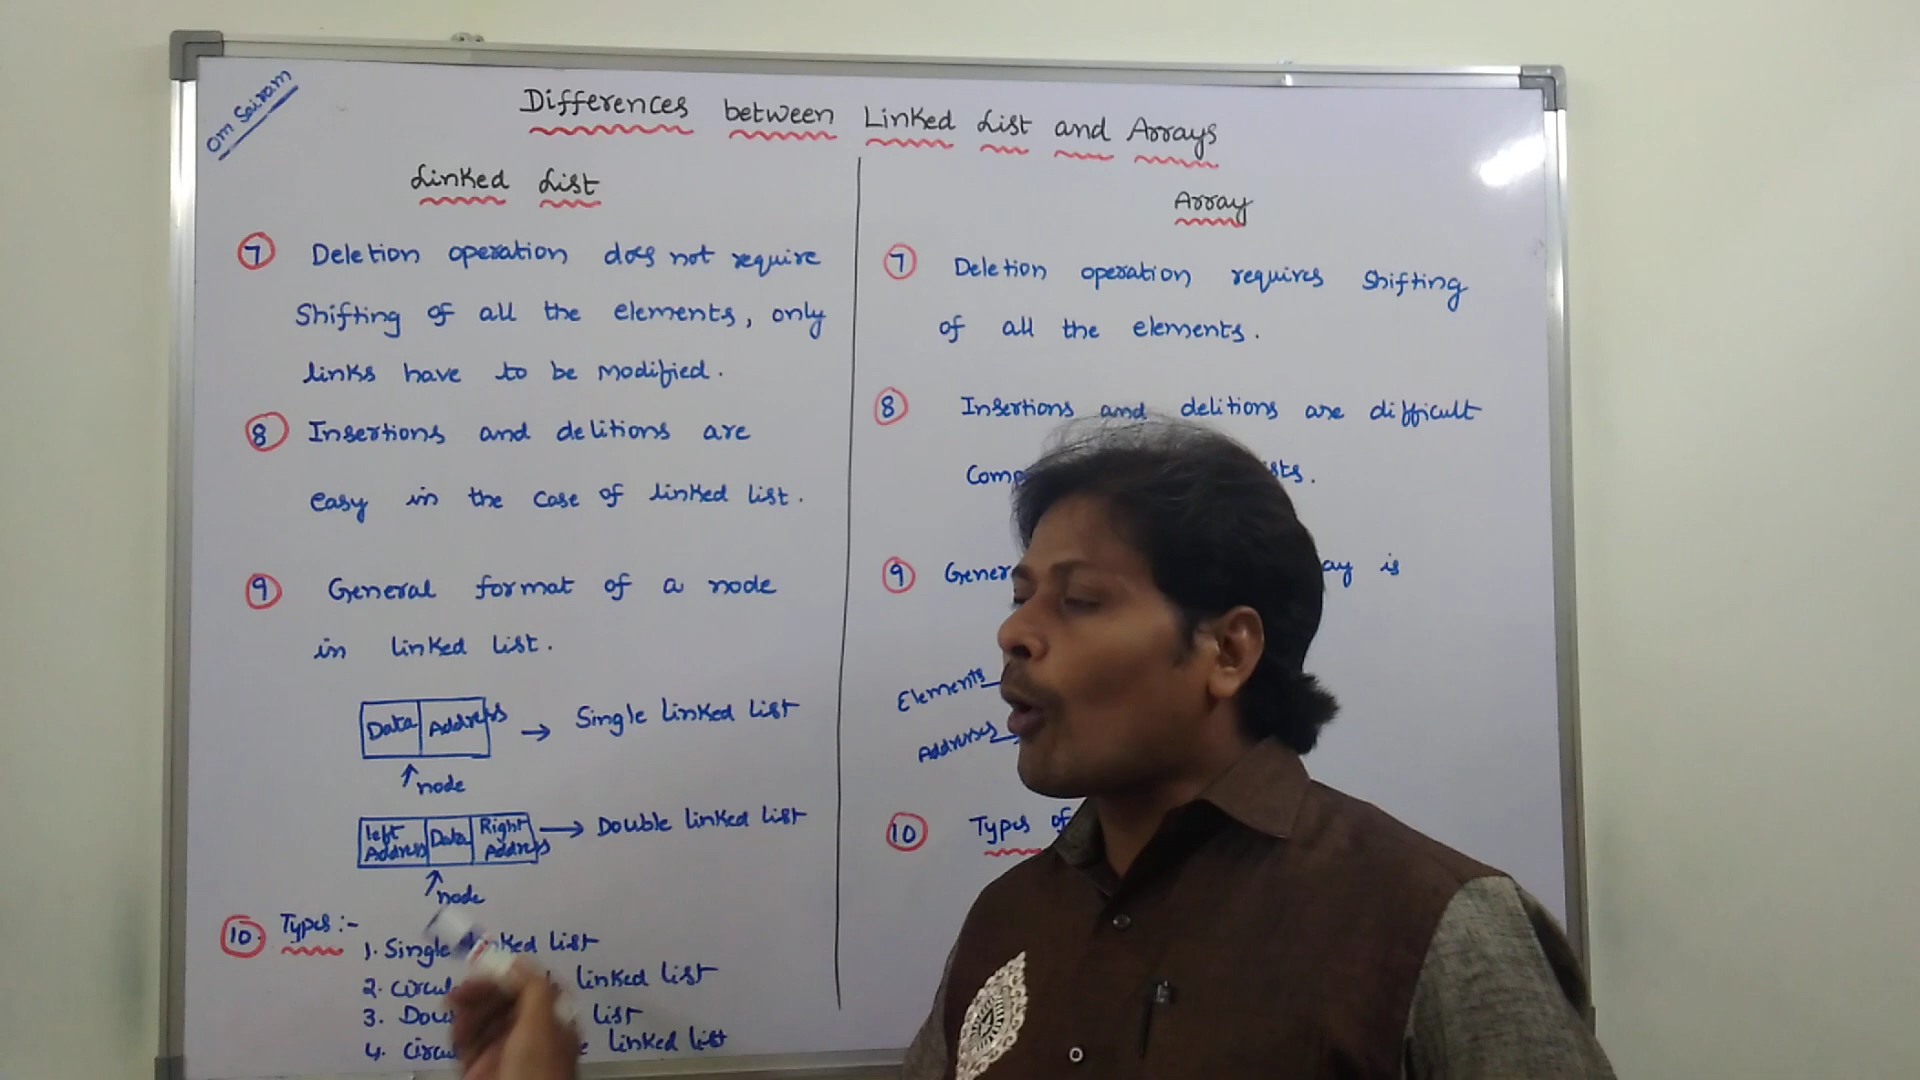 Om Sairam
Differences between Linked List and Arrays
Linked List
7 Deletion operation does not require
Shifting of all the elements, only
links have to be modified.
8 Insertions and delitions are
easy in the case of linked list.
9 General format of a node
in linked list.
Data Address → Single linked list
node
left Address Data Right Address → Double linked list
node
10. Types:-
1. Single linked list
2. linked list
3. list
4. linked list
Array
7 Deletion operation requires shifting
of all the elements.
8 Insertions and delitions are difficult
9 is
Elements
Addresses
10 Types of